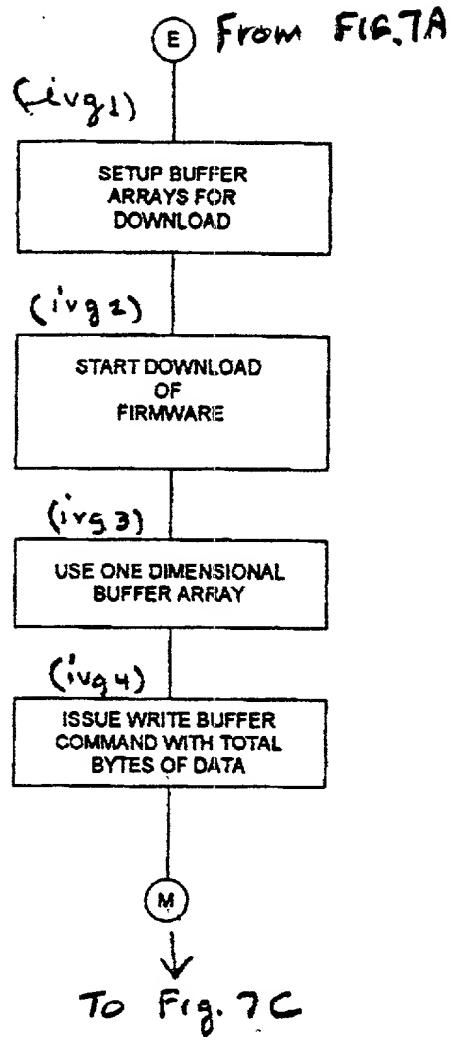 E From FIG. 7A
(ivg1)
SETUP BUFFER
ARRAYS FOR
DOWNLOAD
(ivg2)
START DOWNLOAD
OF
FIRMWARE
(ivg3)
USE ONE DIMENSIONAL
BUFFER ARRAY
(ivg4)
ISSUE WRITE BUFFER
COMMAND WITH TOTAL
BYTES OF DATA
M
To Fig. 7C